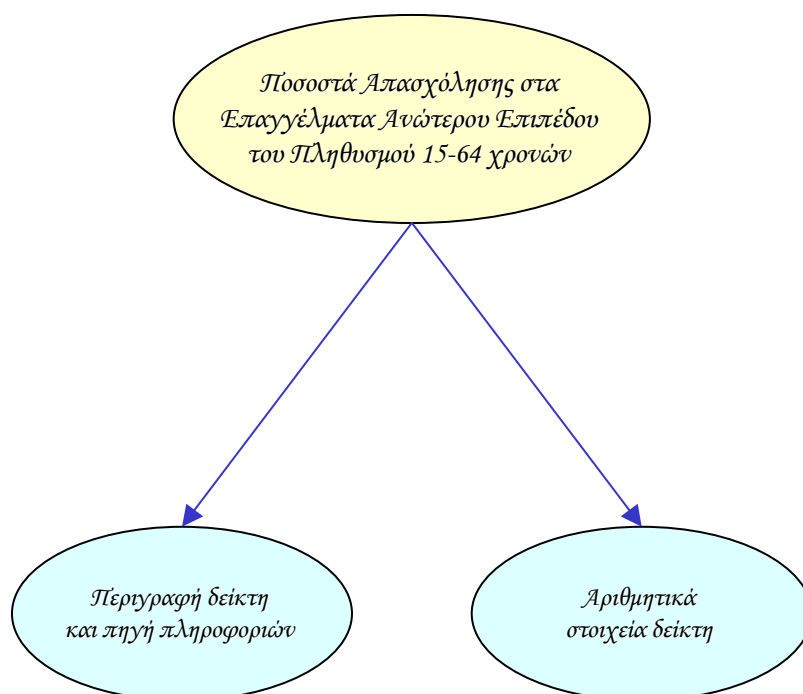 Ποσοστά Απασχόλησης στα
Επαγγέλματα Ανώτερου Επιπέδου
του Πληθυσμού 15-64 χρονών
Περιγραφή δείκτη
και πηγή πληροφοριών
Αριθμητικά
στοιχεία δείκτη